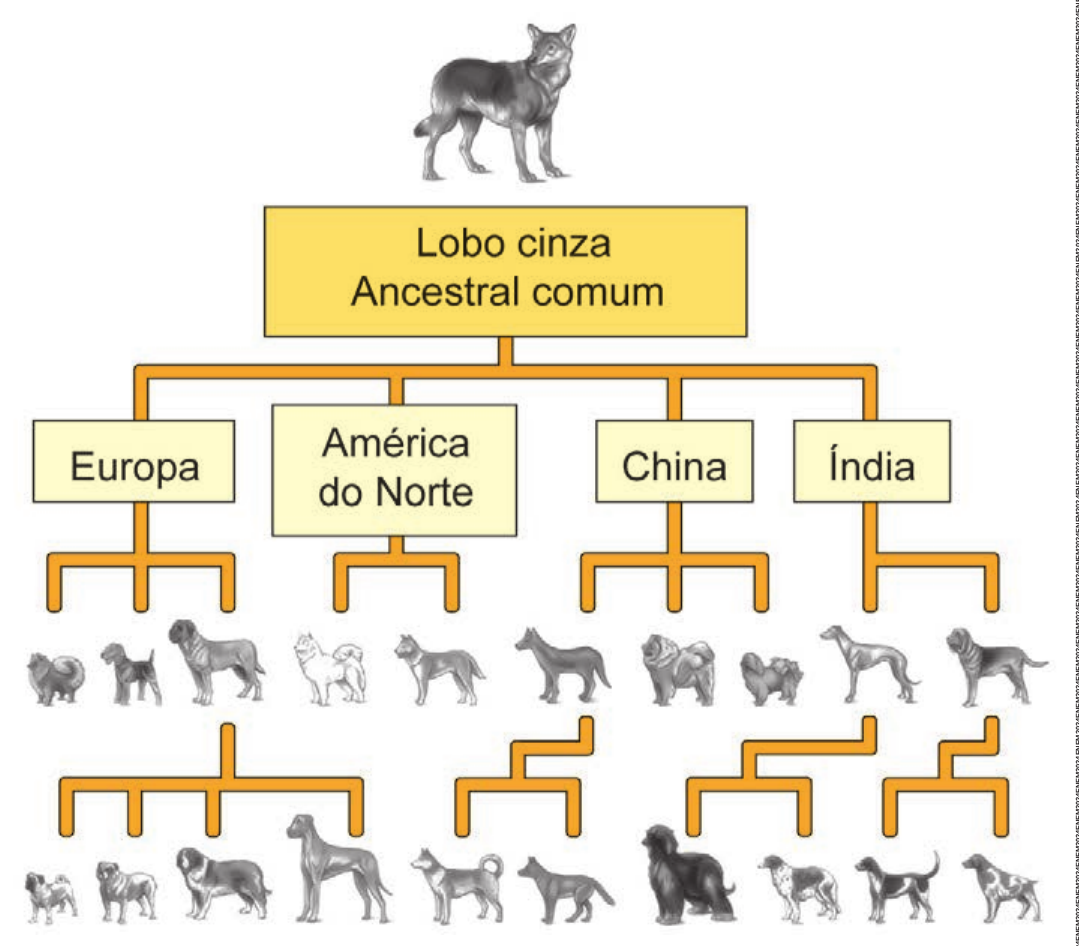 Lobo cinza
Ancestral comum
Europa
América
do Norte
China
Índia